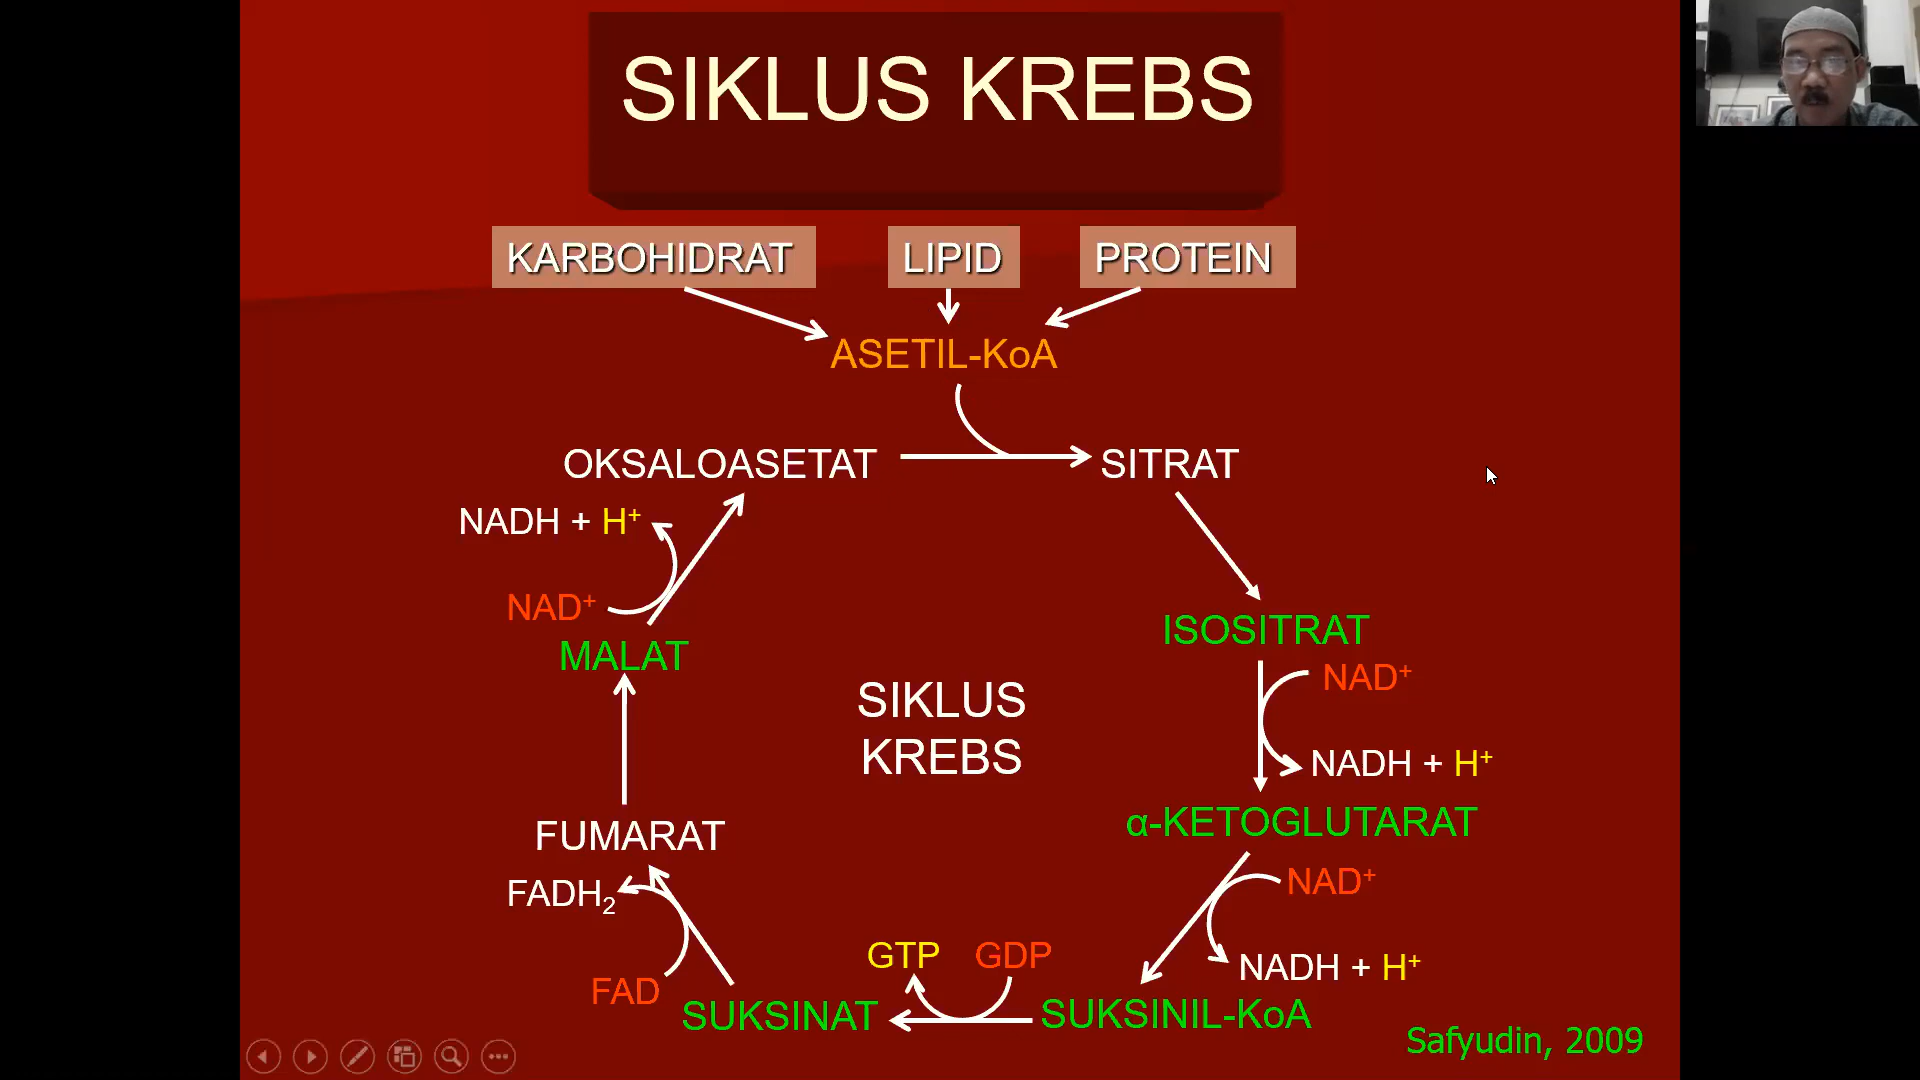 SIKLUS KREBS
KARBOHIDRAT
LIPID
PROTEIN
ASETIL-KoA
OKSALOASETAT
SITRAT
NADH + H⁺
NAD⁺
MALAT
ISOSITRAT
NAD⁺
SIKLUS
KREBS
NADH + H⁺
α-KETOGLUTARAT
FUMARAT
FADH₂
NAD⁺
GTP
GDP
NADH + H⁺
FAD
SUKSINAT
SUKSINIL-KoA
Safyudin, 2009